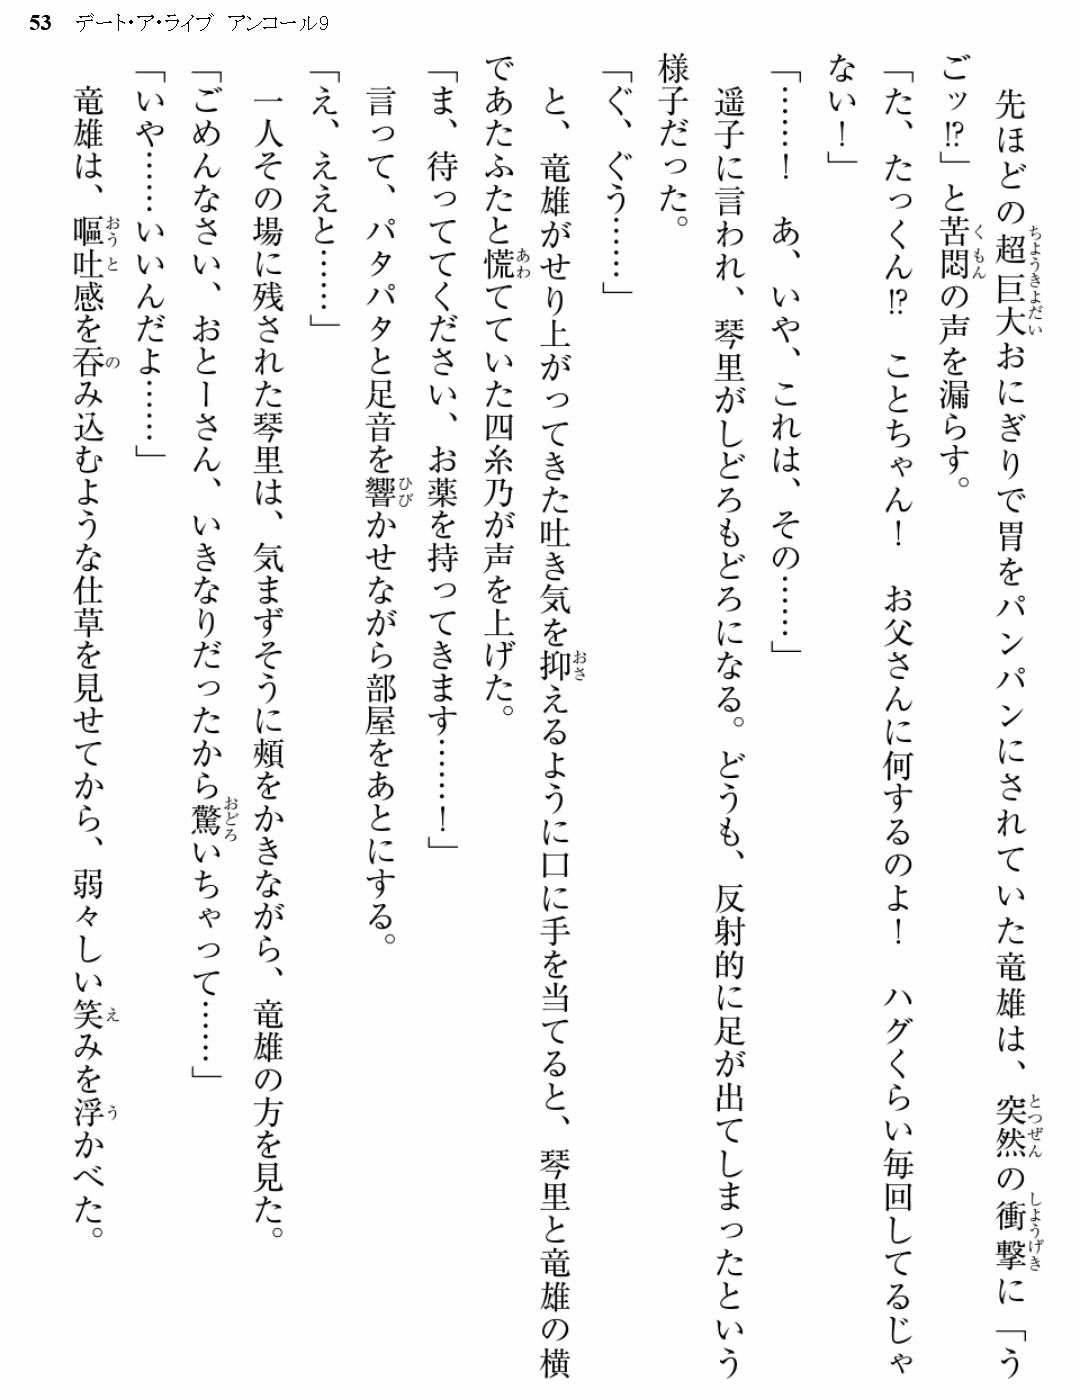 53 デート・ア・ライブ アンコール9
　先ほどの超巨大おにぎりで胃をパンパンにされていた竜雄は、突然の衝撃に「う
ごッ!?」と苦悶の声を漏らす。
「た、たっくん!?　ことちゃん！　お父さんに何するのよ！　ハグくらい毎回してるじゃ
ない！」
「……！　あ、いや、これは、その……」
　遥子に言われ、琴里がしどろもどろになる。どうも、反射的に足が出てしまったという
様子だった。
「ぐ、ぐう……」
　と、竜雄がせり上がってきた吐き気を抑えるように口に手を当てると、琴里と竜雄の横
であたふたと慌てていた四糸乃が声を上げた。
「ま、待っててください、お薬を持ってきます……！」
　言って、パタパタと足音を響かせながら部屋をあとにする。
「え、ええと……」
　一人その場に残された琴里は、気まずそうに頬をかきながら、竜雄の方を見た。
「ごめんなさい、おとーさん、いきなりだったから驚いちゃって……」
「いや……いいんだよ……」
　竜雄は、嘔吐感を呑み込むような仕草を見せてから、弱々しい笑みを浮かべた。